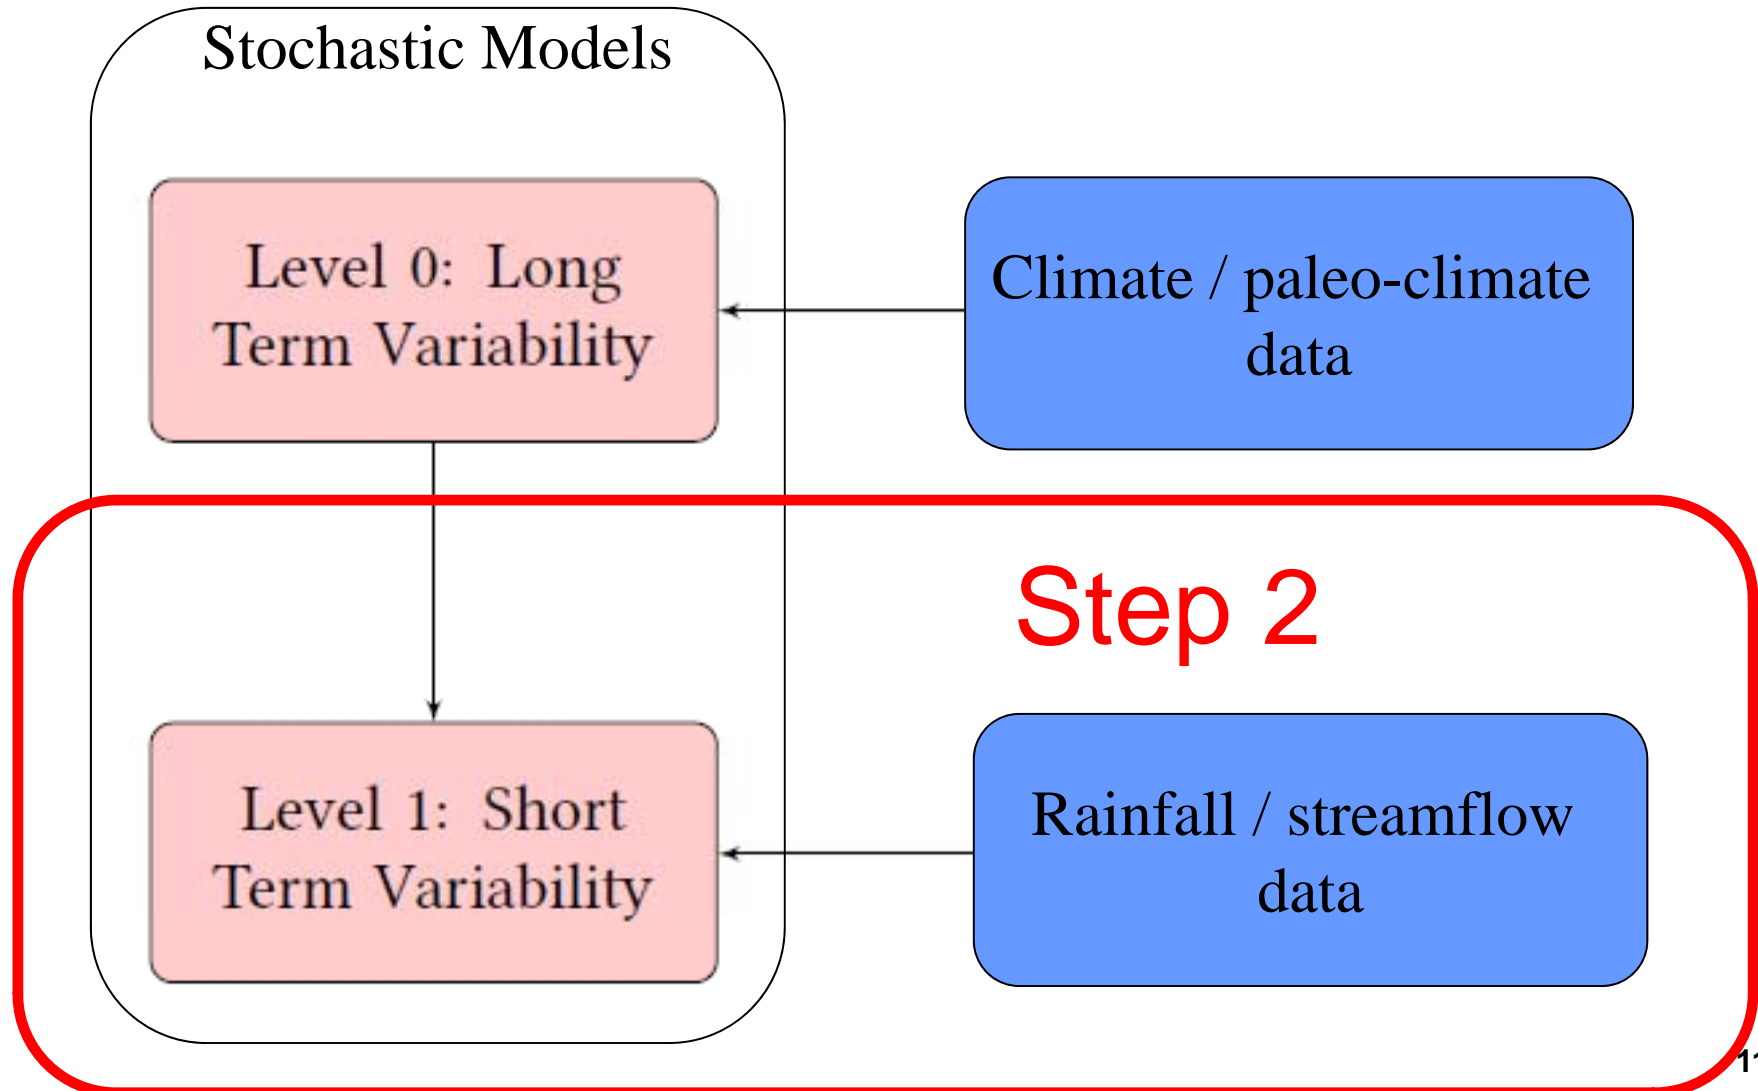 Stochastic Models
Level 0: Long
Term Variability
Climate / paleo-climate
data
Step 2
Level 1: Short
Term Variability
Rainfall / streamflow
data